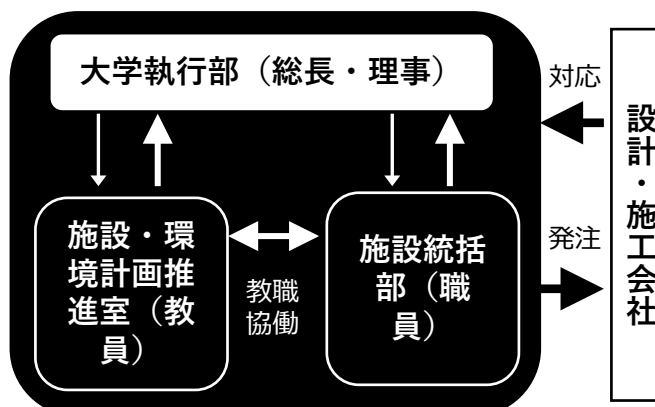 大学執行部（総長・理事）
対応
設計・施工会社
施設・環
境計画推
進室（教
員）
教職
協働
施設統括
部（職
員）
発注